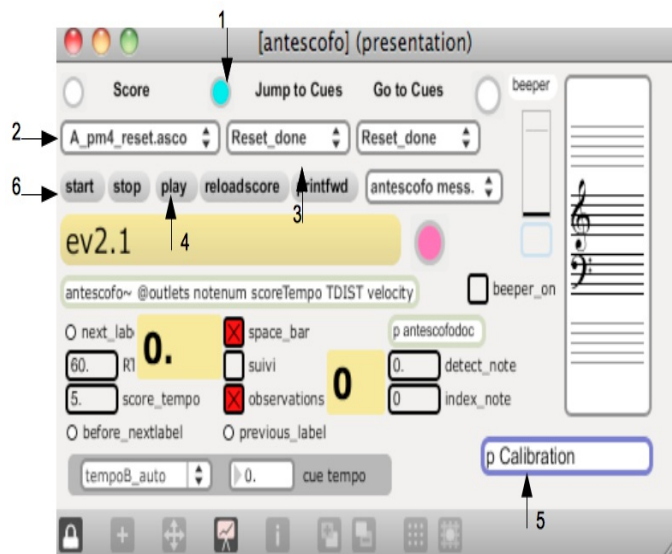 1
[antescofo] (presentation)
Score
Jump to Cues
Go to Cues
beeper
2
A_pm4_reset.asco
Reset_done
Reset_done
6
start
stop
play
reloadscore
printfwd
antescofo mess.
3
4
ev2.1
antescofo~ @outlets notenum scoreTempo TDIST velocity
beeper_on
next_lab
0.
space_bar
p antescofodoc
60.
RT
suivi
0
0.
detect_note
5.
score_tempo
observations
0
index_note
before_nextlabel
previous_label
p Calibration
tempoB_auto
0.
cue tempo
5